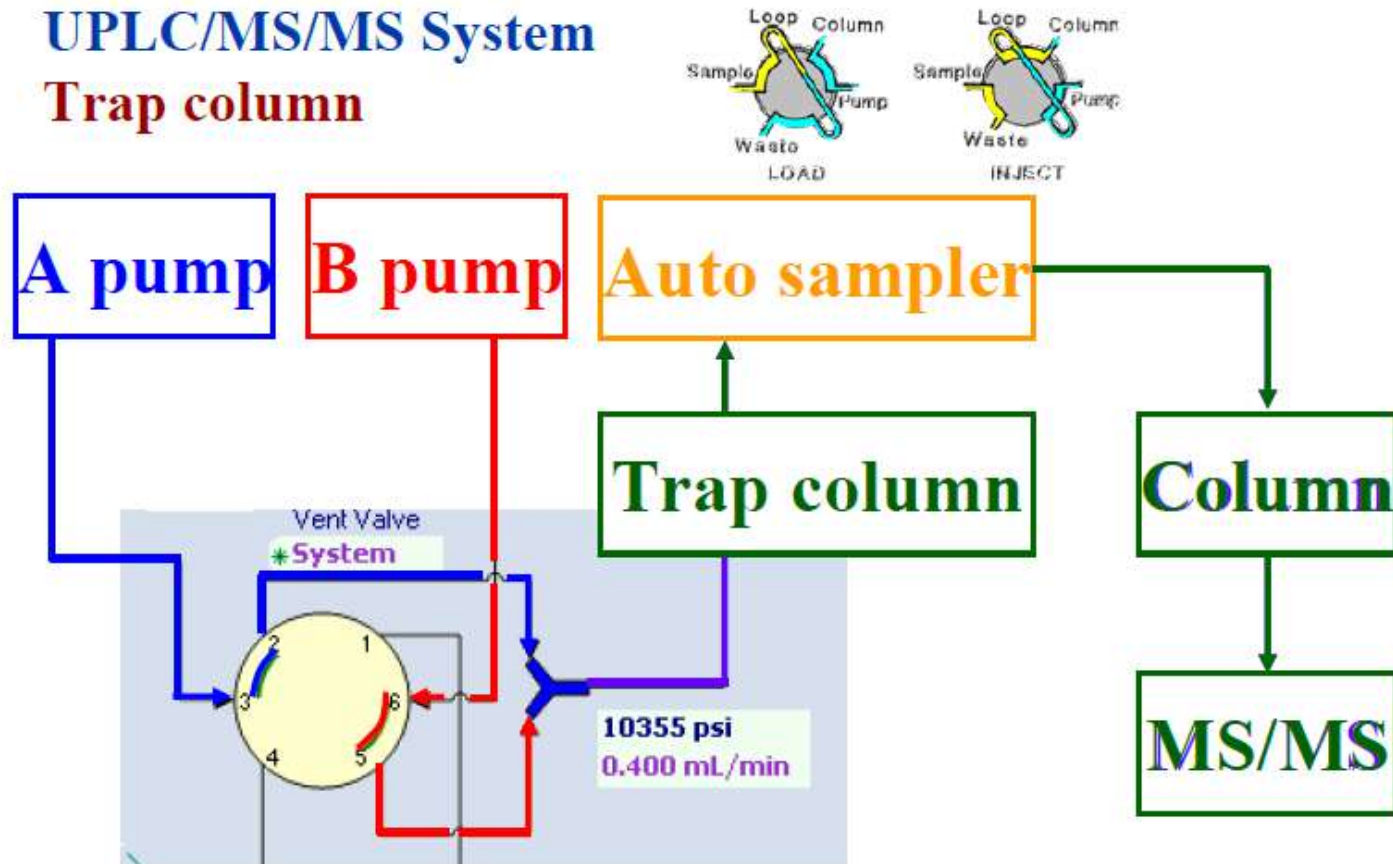 UPLC/MS/MS System
Trap column
Loop
Column
Sample
Pump
Waste
LOAD
Loop
Column
Sample
Pump
Waste
INJECT
A pump
B pump
Auto sampler
Trap column
Column
MS/MS
Vent Valve
*System
2
1
3
6
4
5
10355 psi
0.400 mL/min